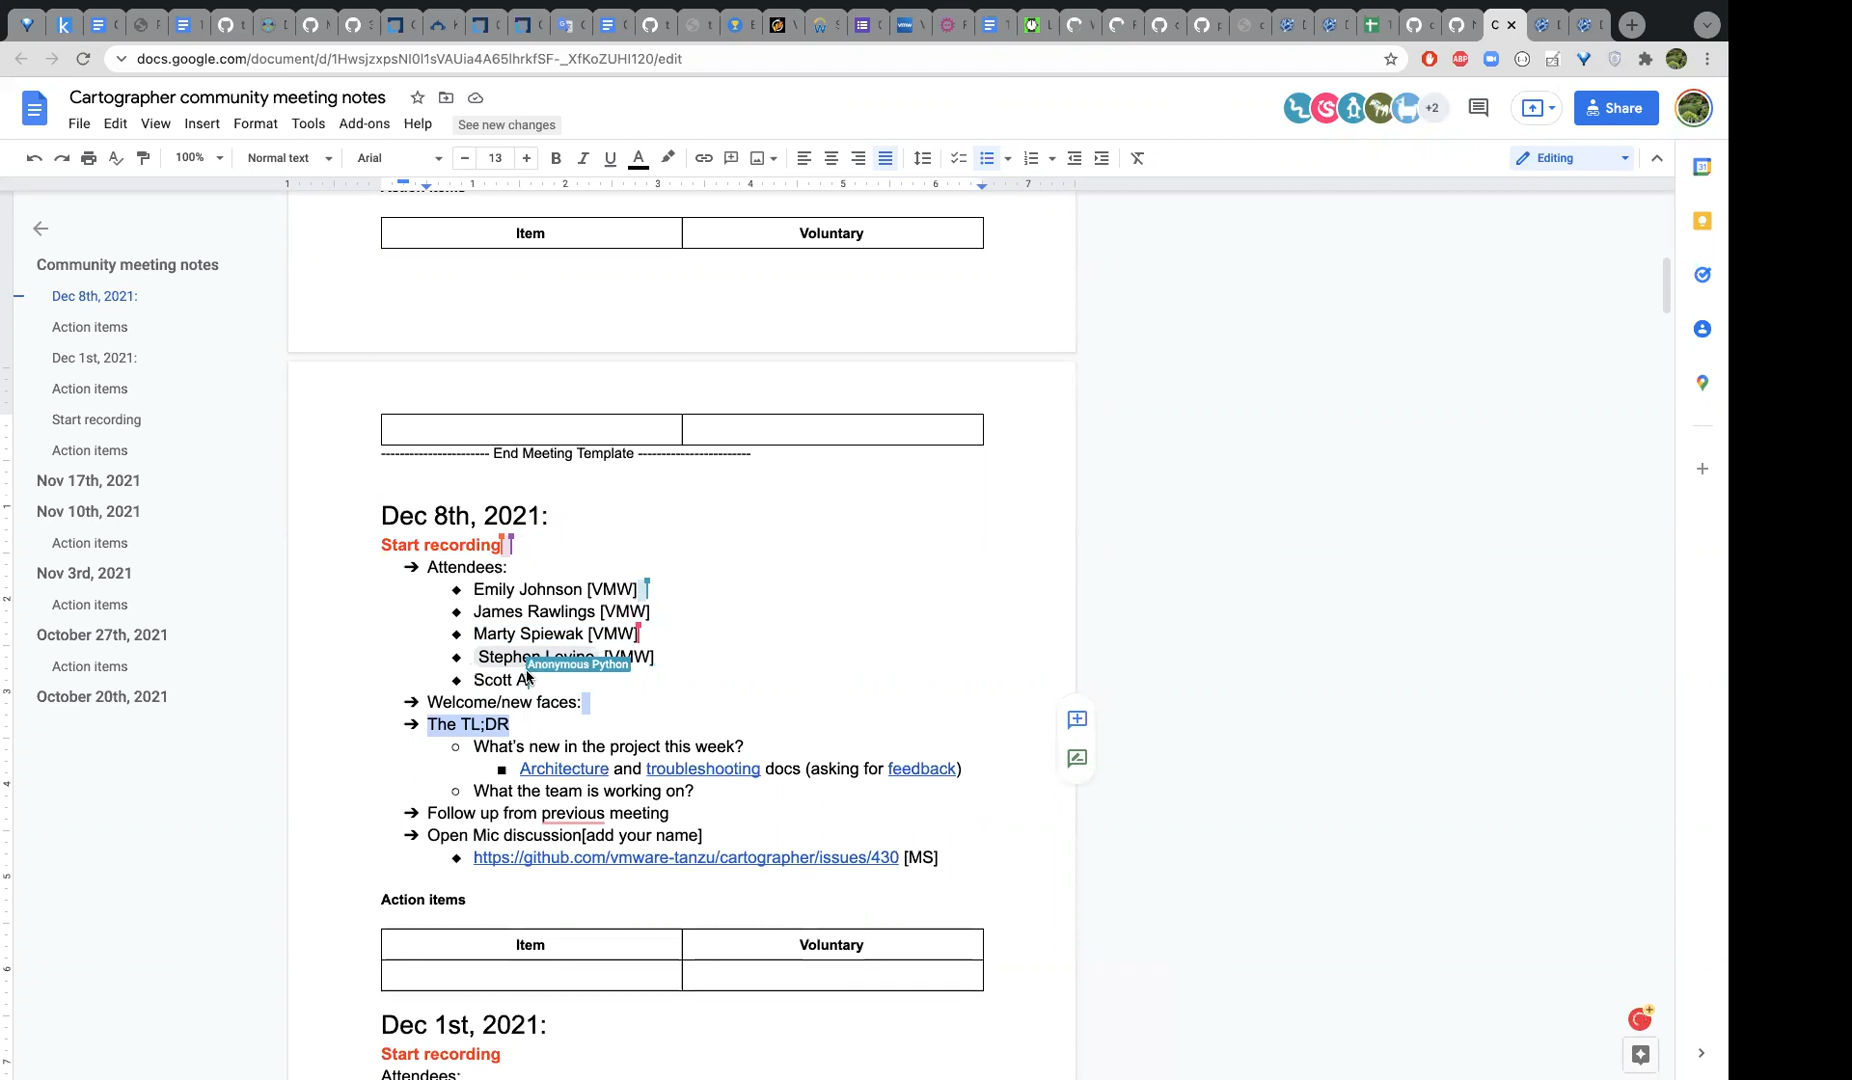 docs.google.com/document/d/1HwsjzxpsNI0I1sVAUia4A65lhrkfSF-_XfKoZUHI120/edit
Cartographer community meeting notes
+2
Share
File Edit View Insert Format Tools Add-ons Help See new changes
100% Normal text Arial 13 Editing
Item Voluntary
Community meeting notes
Dec 8th, 2021:
Action items
Dec 1st, 2021:
Action items
Start recording
Action items
Nov 17th, 2021
Nov 10th, 2021
Action items
Nov 3rd, 2021
Action items
October 27th, 2021
Action items
October 20th, 2021
----------------------- End Meeting Template ------------------------
Dec 8th, 2021:
Start recording
➔ Attendees:
◆ Emily Johnson [VMW]
◆ James Rawlings [VMW]
◆ Marty Spiewak [VMW]
◆ Stephen [VMW]
Anonymous Python
◆ Scott A
➔ Welcome/new faces:
➔ The TL;DR
○ What's new in the project this week?
■ Architecture and troubleshooting docs (asking for feedback)
○ What the team is working on?
➔ Follow up from previous meeting
➔ Open Mic discussion[add your name]
◆ https://github.com/vmware-tanzu/cartographer/issues/430 [MS]
Action items
Item Voluntary
Dec 1st, 2021:
Start recording
Attendees: